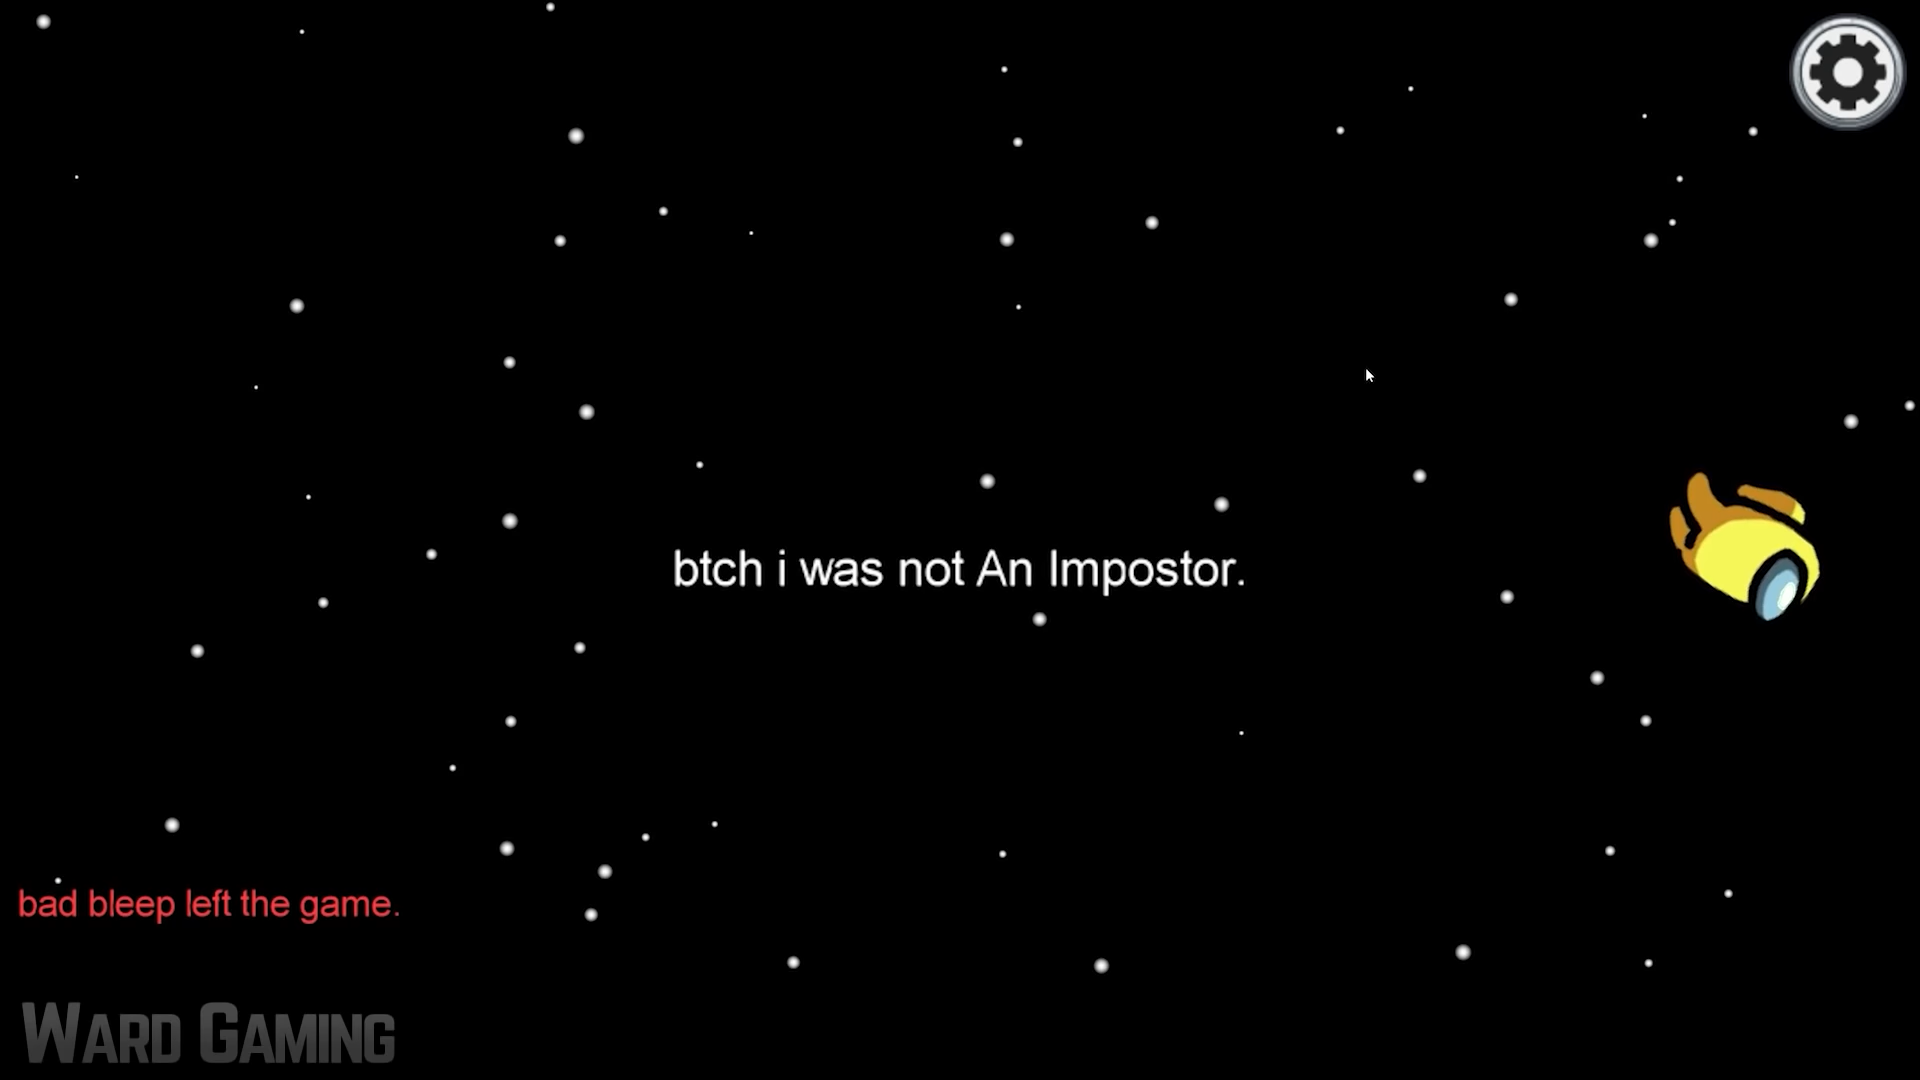 btch i was not An Impostor.
bad bleep left the game.
WARD GAMING